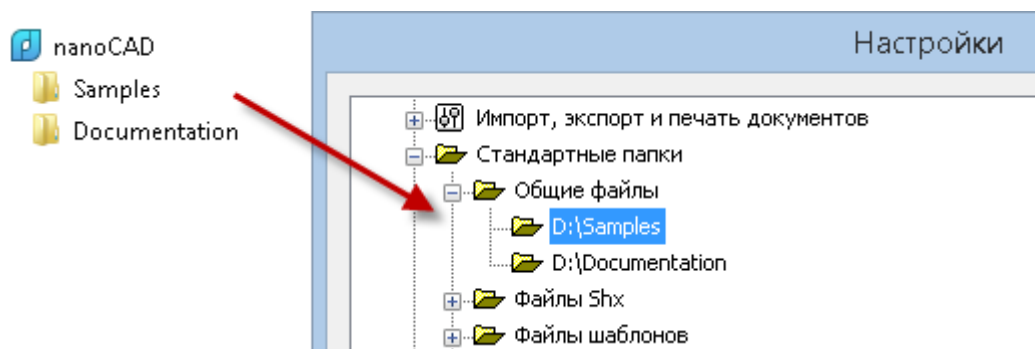 nanoCAD
Samples
Documentation
Настройки
Импорт, экспорт и печать документов
Стандартные папки
Общие файлы
D:\Samples
D:\Documentation
Файлы Shx
Файлы шаблонов